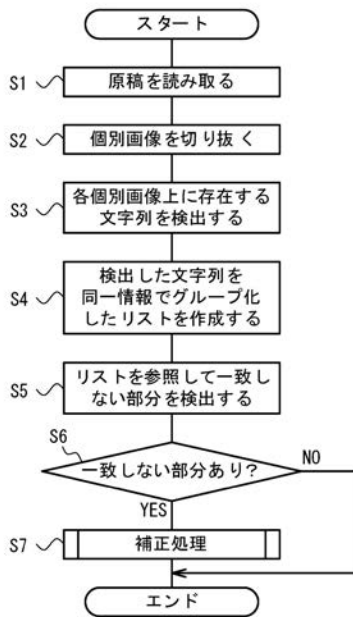 スタート
S1
原稿を読み取る
S2
個別画像を切り抜く
S3
各個別画像上に存在する
文字列を検出する
S4
検出した文字列を
同一情報でグループ化
したリストを作成する
S5
リストを参照して一致し
ない部分を検出する
S6
一致しない部分あり?
NO
YES
S7
補正処理
エンド